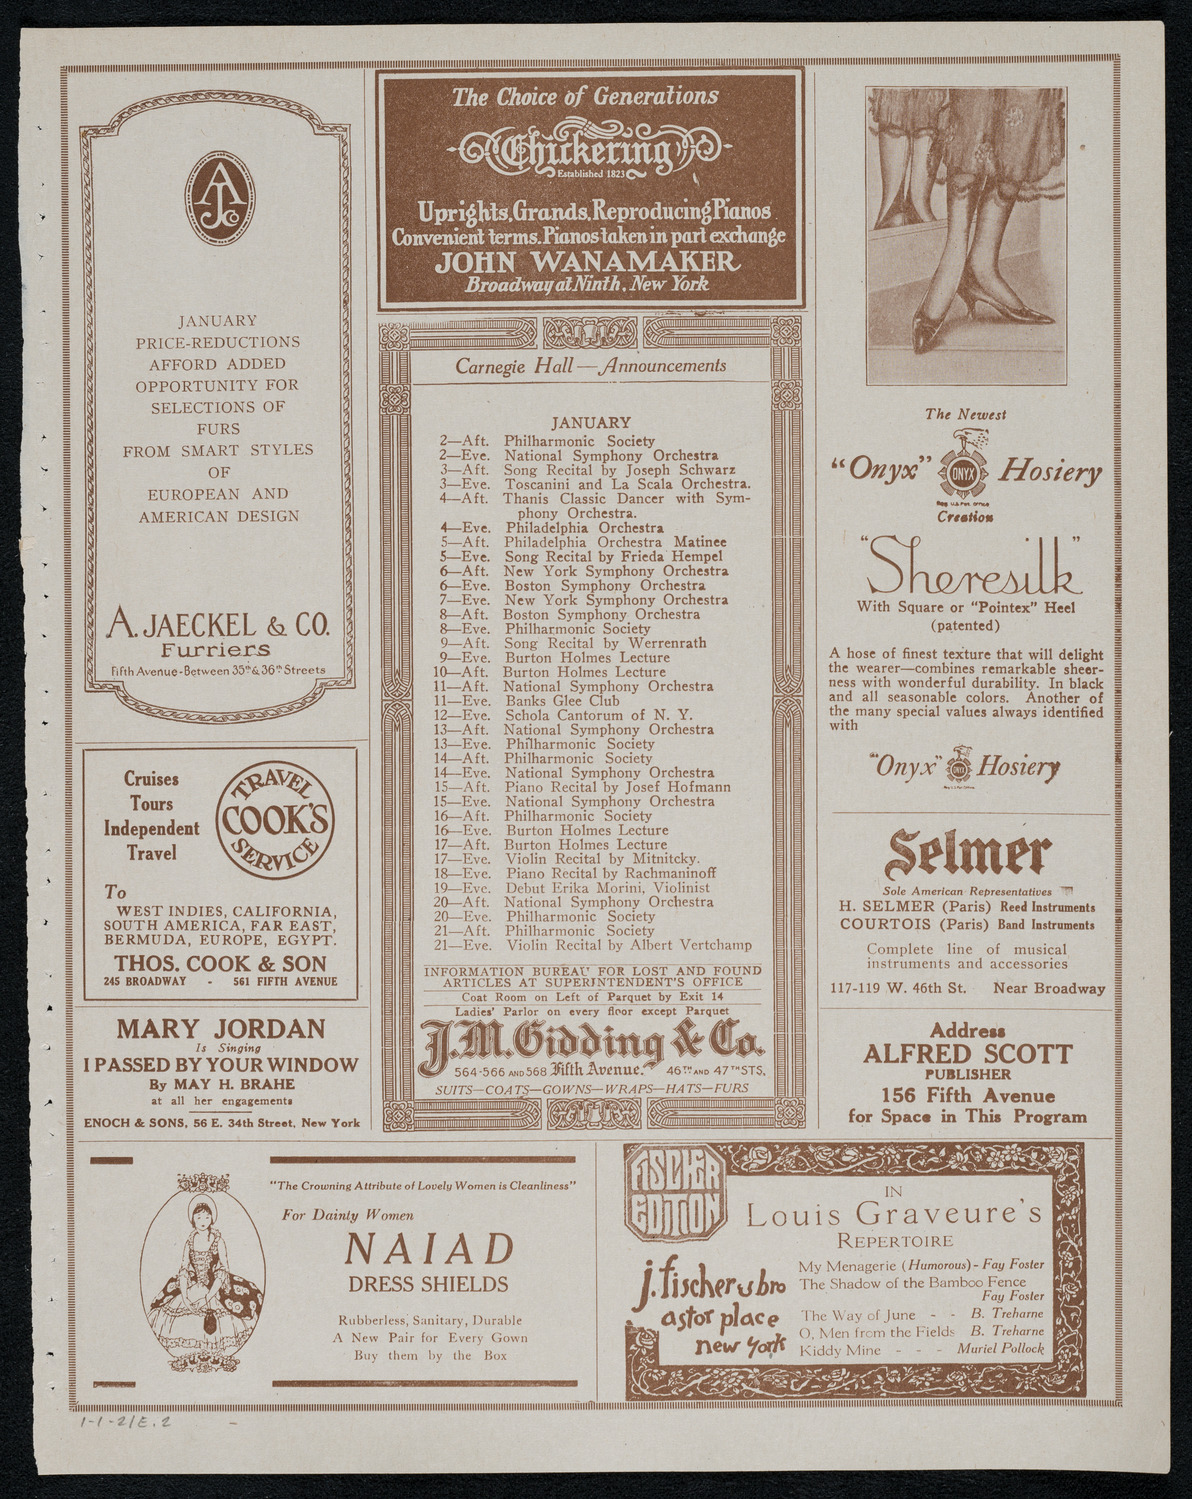 AJCo
JANUARY
PRICE-REDUCTIONS
AFFORD ADDED
OPPORTUNITY FOR
SELECTIONS OF
FURS
FROM SMART STYLES
OF
EUROPEAN AND
AMERICAN DESIGN
A. JAECKEL & CO.
Furriers
Fifth Avenue-Between 35th & 36th Streets
Cruises
Tours
Independent
Travel
TRAVEL
COOK'S
SERVICE
To
WEST INDIES, CALIFORNIA,
SOUTH AMERICA, FAR EAST,
BERMUDA, EUROPE, EGYPT.
THOS. COOK & SON
245 BROADWAY - 561 FIFTH AVENUE
MARY JORDAN
Is Singing
I PASSED BY YOUR WINDOW
By MAY H. BRAHE
at all her engagements
ENOCH & SONS, 56 E. 34th Street, New York
The Choice of Generations
Chickering
Established 1823
Uprights, Grands, Reproducing Pianos
Convenient terms. Pianos taken in part exchange
JOHN WANAMAKER
Broadway at Ninth, New York
Carnegie Hall—Announcements
JANUARY
2—Aft. Philharmonic Society
2—Eve. National Symphony Orchestra
3—Aft. Song Recital by Joseph Schwarz
3—Eve. Toscanini and La Scala Orchestra.
4—Aft. Thanis Classic Dancer with Sym-
phony Orchestra.
4—Eve. Philadelphia Orchestra
5—Aft. Philadelphia Orchestra Matinee
5—Eve. Song Recital by Frieda Hempel
6—Aft. New York Symphony Orchestra
6—Eve. Boston Symphony Orchestra
7—Eve. New York Symphony Orchestra
8—Aft. Boston Symphony Orchestra
8—Eve. Philharmonic Society
9—Aft. Song Recital by Werrenrath
9—Eve. Burton Holmes Lecture
10—Aft. Burton Holmes Lecture
11—Aft. National Symphony Orchestra
11—Eve. Banks Glee Club
12—Eve. Schola Cantorum of N. Y.
13—Aft. National Symphony Orchestra
13—Eve. Philharmonic Society
14—Aft. Philharmonic Society
14—Eve. National Symphony Orchestra
15—Aft. Piano Recital by Josef Hofmann
15—Eve. National Symphony Orchestra
16—Aft. Philharmonic Society
16—Eve. Burton Holmes Lecture
17—Aft. Burton Holmes Lecture
17—Eve. Violin Recital by Mitnitcky.
18—Eve. Piano Recital by Rachmaninoff
19—Eve. Debut Erika Morini, Violinist
20—Aft. National Symphony Orchestra
20—Eve. Philharmonic Society
21—Aft. Philharmonic Society
21—Eve. Violin Recital by Albert Vertchamp
INFORMATION BUREAU FOR LOST AND FOUND
ARTICLES AT SUPERINTENDENT'S OFFICE
Coat Room on Left of Parquet by Exit 14
Ladies' Parlor on every floor except Parquet
J.M. Gidding & Co.
564-566 AND 568 Fifth Avenue. 46TH AND 47TH STS.
SUITS—COATS—GOWNS—WRAPS—HATS—FURS
The Newest
"Onyx" ONYX Hosiery
Reg. U.S. Pat. Office
Creation
"Sheresilk"
With Square or "Pointex" Heel
(patented)
A hose of finest texture that will delight
the wearer—combines remarkable sheer-
ness with wonderful durability. In black
and all seasonable colors. Another of
the many special values always identified
with
"Onyx" ONYX Hosiery
Selmer
Sole American Representatives
H. SELMER (Paris) Reed Instruments
COURTOIS (Paris) Band Instruments
Complete line of musical
instruments and accessories
117-119 W. 46th St. Near Broadway
Address
ALFRED SCOTT
PUBLISHER
156 Fifth Avenue
for Space in This Program
"The Crowning Attribute of Lovely Women is Cleanliness"
For Dainty Women
NAIAD
DRESS SHIELDS
Rubberless, Sanitary, Durable
A New Pair for Every Gown
Buy them by the Box
FISCHER
EDITION
j. fischer & bro
astor place
new york
IN
Louis Graveure's
REPERTOIRE
My Menagerie (Humorous) - Fay Foster
The Shadow of the Bamboo Fence
Fay Foster
The Way of June - - B. Treharne
O, Men from the Fields B. Treharne
Kiddy Mine - - - Muriel Pollock
1-1-21E.2 -